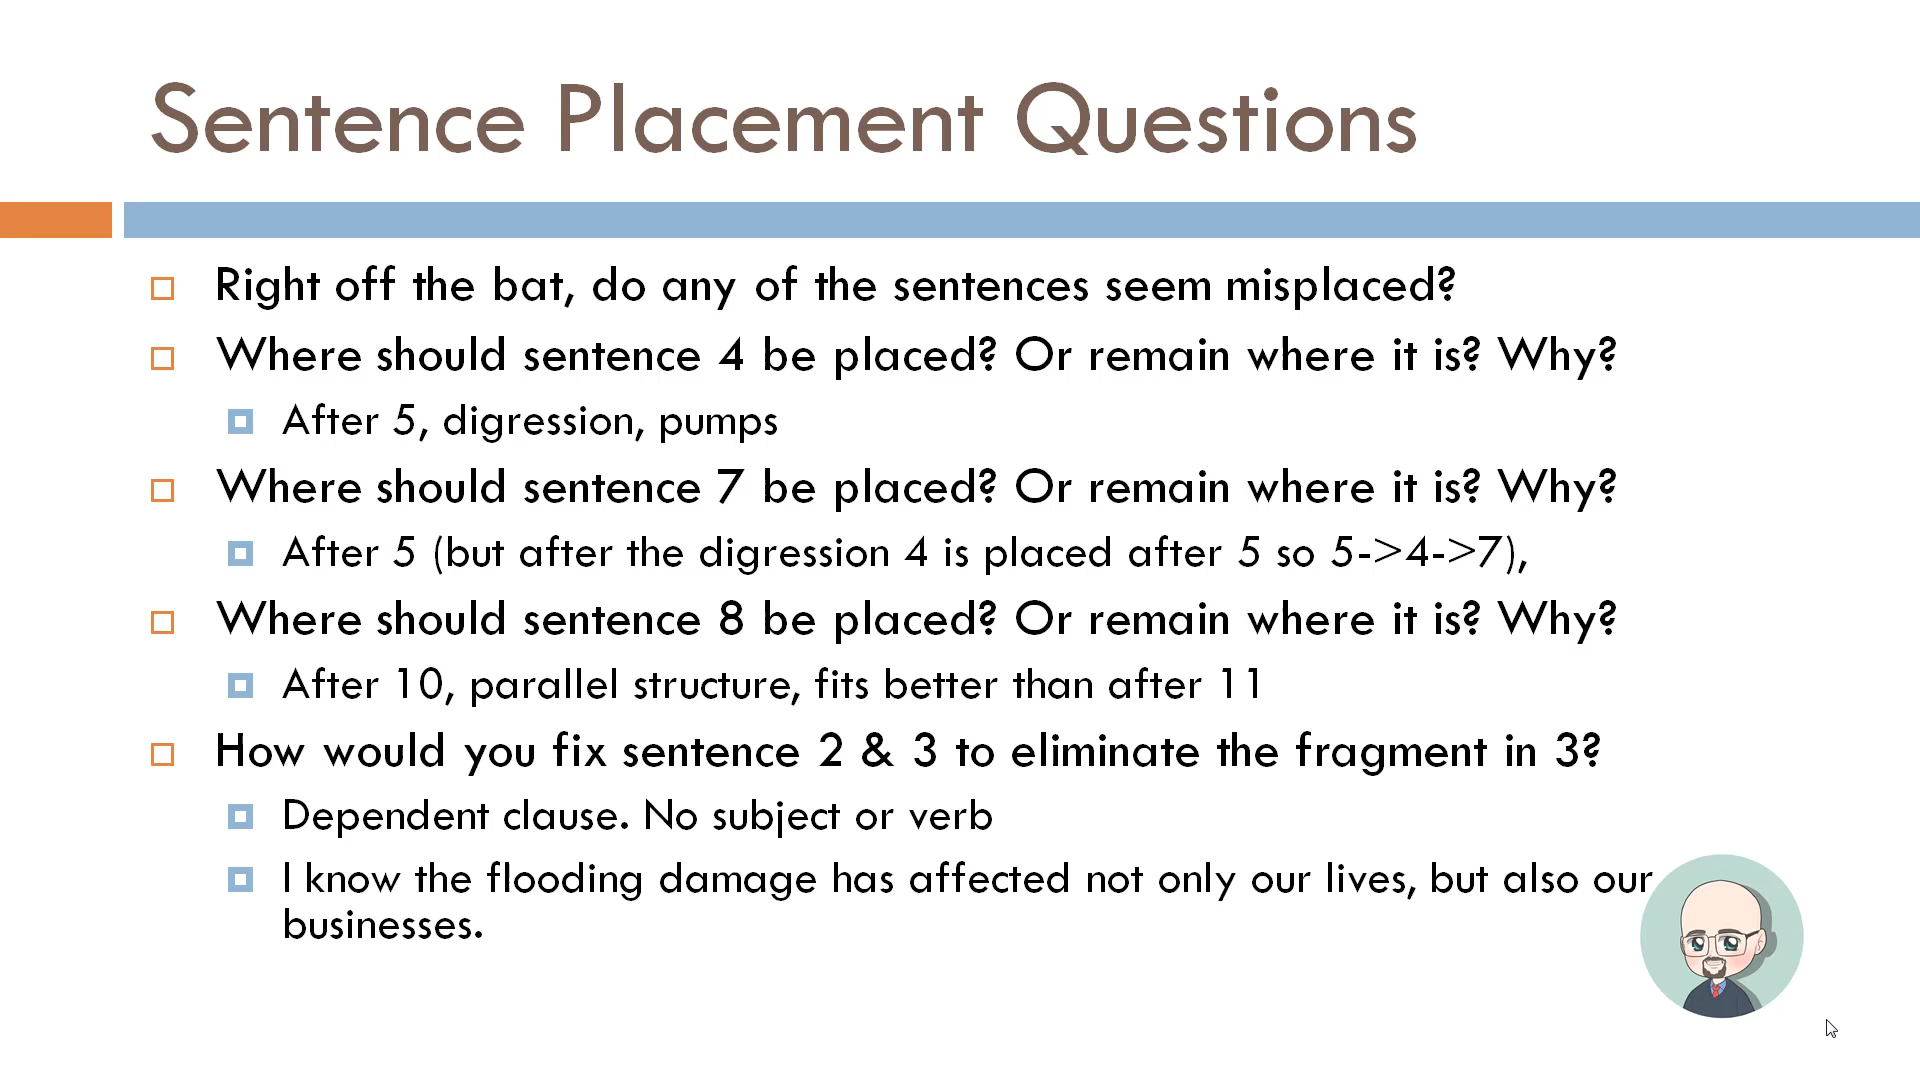 Sentence Placement Questions
Right off the bat, do any of the sentences seem misplaced?
Where should sentence 4 be placed? Or remain where it is? Why?
After 5, digression, pumps
Where should sentence 7 be placed? Or remain where it is? Why?
After 5 (but after the digression 4 is placed after 5 so 5->4->7),
Where should sentence 8 be placed? Or remain where it is? Why?
After 10, parallel structure, fits better than after 11
How would you fix sentence 2 & 3 to eliminate the fragment in 3?
Dependent clause. No subject or verb
I know the flooding damage has affected not only our lives, but also our
businesses.